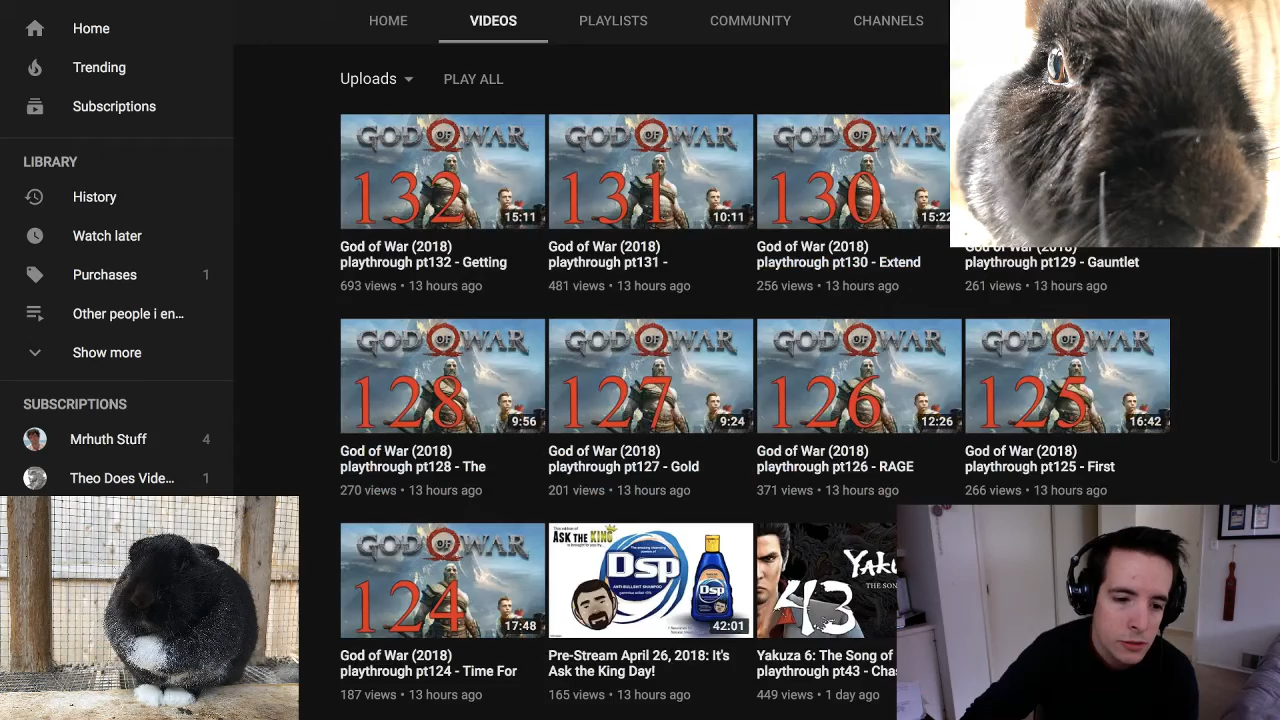 Home
Trending
Subscriptions
LIBRARY
History
Watch later
Purchases 1
Other people i en...
Show more
SUBSCRIPTIONS
Mrhuth Stuff 4
Theo Does Vide... 1
HOME VIDEOS PLAYLISTS COMMUNITY CHANNELS
Uploads PLAY ALL
GOD OF WAR
132
15:11
God of War (2018)
playthrough pt132 - Getting
693 views • 13 hours ago
GOD OF WAR
131
10:11
God of War (2018)
playthrough pt131 -
481 views • 13 hours ago
GOD OF WAR
130
15:22
God of War (2018)
playthrough pt130 - Extend
256 views • 13 hours ago
God of War (2018)
playthrough pt129 - Gauntlet
261 views • 13 hours ago
GOD OF WAR
128
9:56
God of War (2018)
playthrough pt128 - The
270 views • 13 hours ago
GOD OF WAR
127
9:24
God of War (2018)
playthrough pt127 - Gold
201 views • 13 hours ago
GOD OF WAR
126
12:26
God of War (2018)
playthrough pt126 - RAGE
371 views • 13 hours ago
GOD OF WAR
125
16:42
God of War (2018)
playthrough pt125 - First
266 views • 13 hours ago
GOD OF WAR
124
17:48
God of War (2018)
playthrough pt124 - Time For
187 views • 13 hours ago
ASK THE KING
Dsp
ANTI-BULLSHIT SHAMPOO
Dsp
42:01
Pre-Stream April 26, 2018: It's
Ask the King Day!
165 views • 13 hours ago
YAKU
THE SON
43
Yakuza 6: The Song of
playthrough pt43 - Cha
449 views • 1 day ago